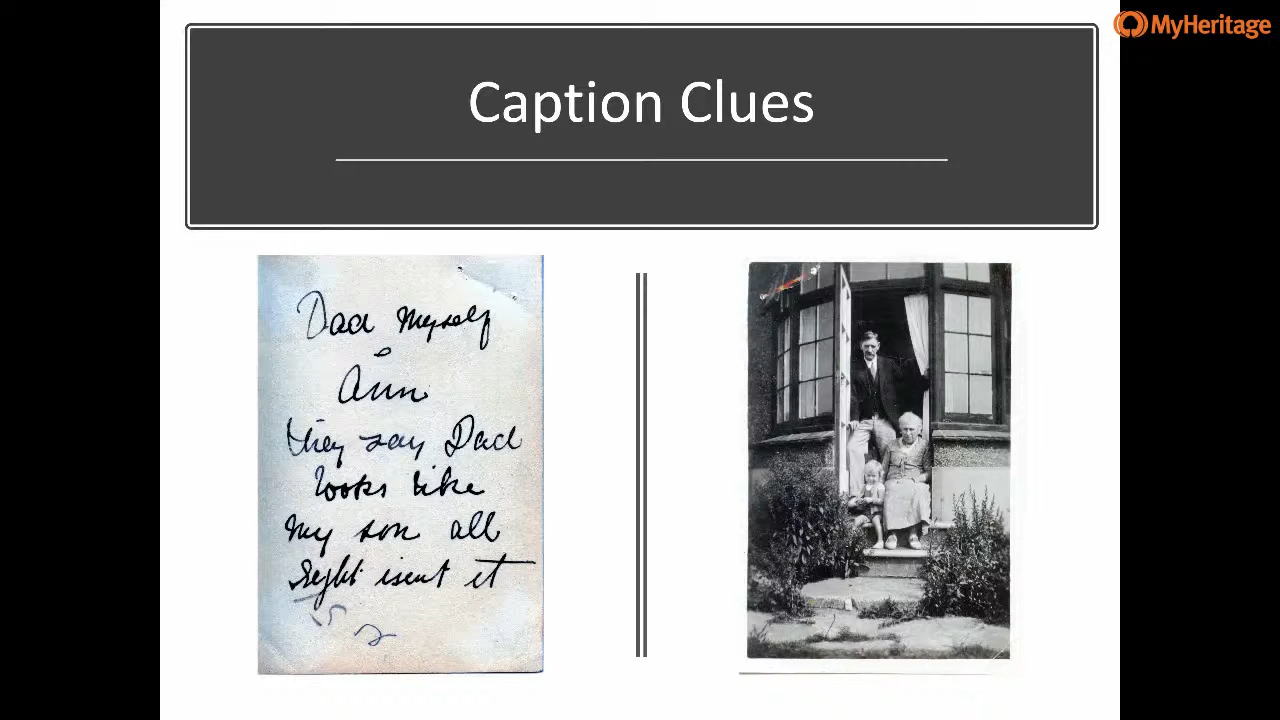 MyHeritage
Caption Clues
Dad Myself
&
Ann
they say Dad
looks like
my son all
right isent it